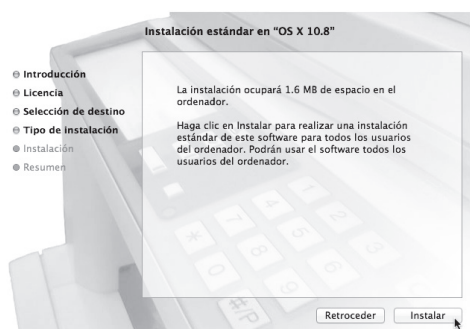 Instalación estándar en “OS X 10.8”
Introducción
Licencia
Selección de destino
Tipo de instalación
Instalación
Resumen
La instalación ocupará 1.6 MB de espacio en el
ordenador.
Haga clic en Instalar para realizar una instalación
estándar de este software para todos los usuarios
del ordenador. Podrán usar el software todos los
usuarios del ordenador.
Retroceder
Instalar